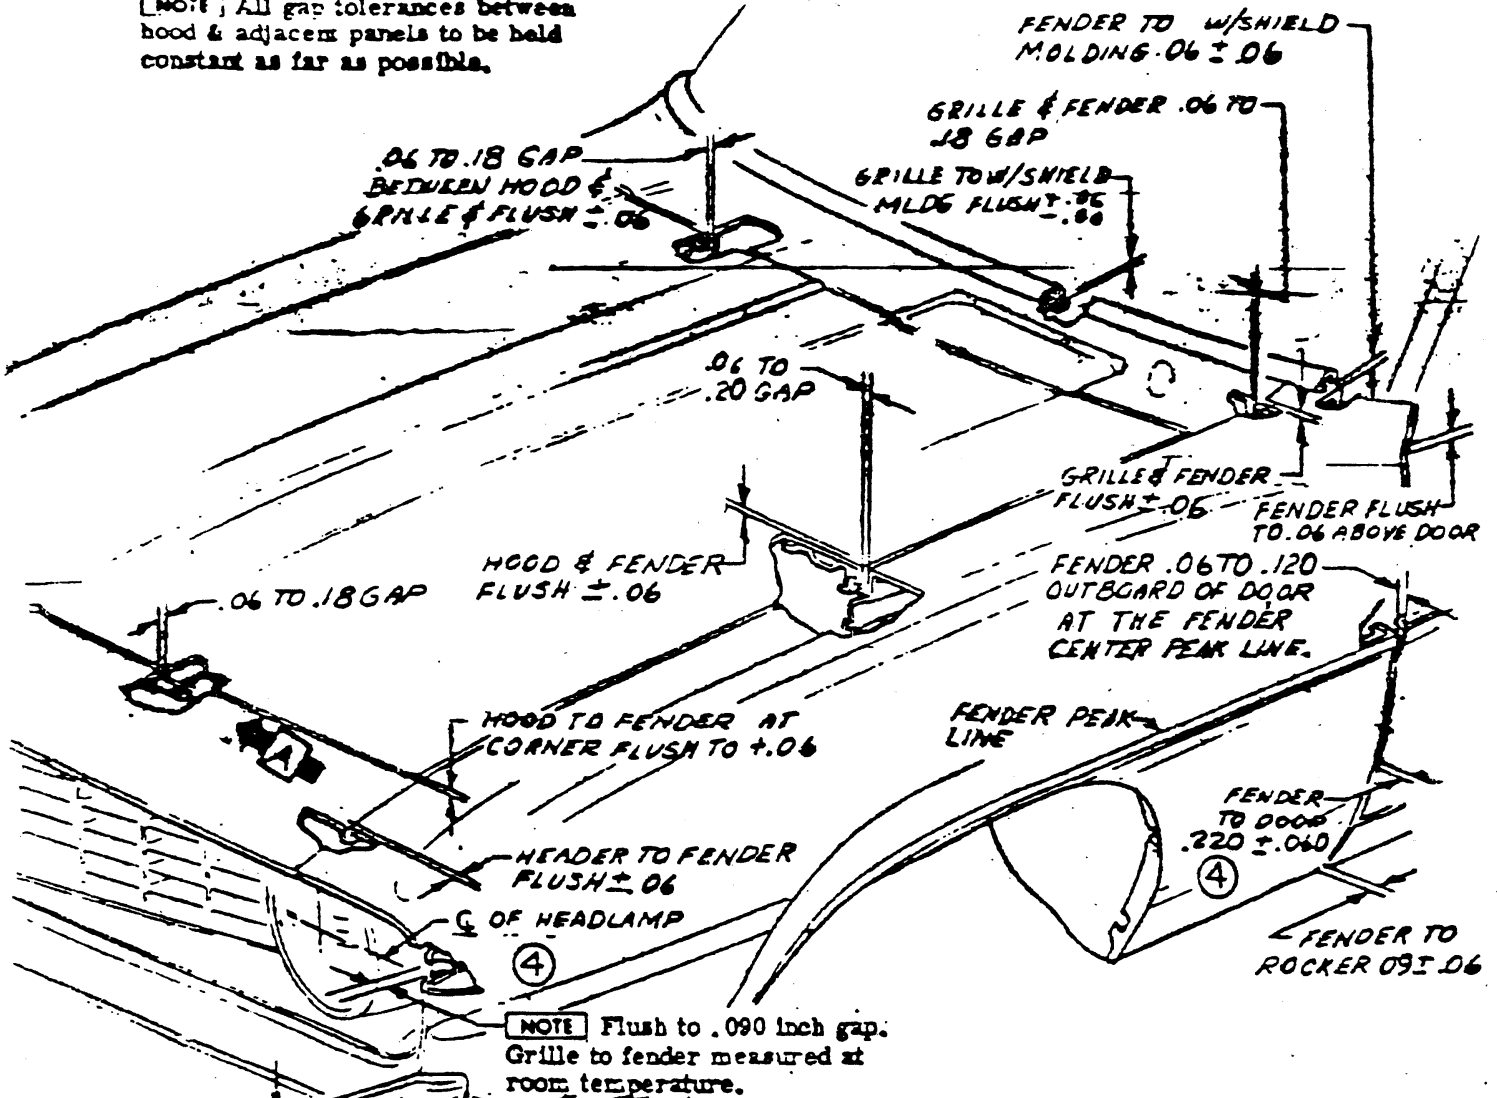 NOTE All gap tolerances between
hood & adjacent panels to be held
constant as far as possible.
FENDER TO W/SHIELD
MOLDING .06 ± .06
GRILLE & FENDER .06 TO
.18 GAP
.06 TO .18 GAP
BETWEEN HOOD &
GRILLE & FLUSH ± .06
GRILLE TO W/SHIELD
MLDG FLUSH
.06 TO
.20 GAP
GRILLE & FENDER
FLUSH ± .06
FENDER FLUSH
TO .06 ABOVE DOOR
HOOD & FENDER
FLUSH ± .06
FENDER .06 TO .120
OUTBOARD OF DOOR
AT THE FENDER
CENTER PEAK LINE.
.06 TO .18 GAP
HOOD TO FENDER AT
CORNER FLUSH TO +.06
FENDER PEAK
LINE
A
FENDER
TO DOOR
.220 ± .060
4
HEADER TO FENDER
FLUSH ± .06
℄ OF HEADLAMP
4
FENDER TO
ROCKER 09 ± .06
NOTE Flush to .090 inch gap.
Grille to fender measured at
room temperature.